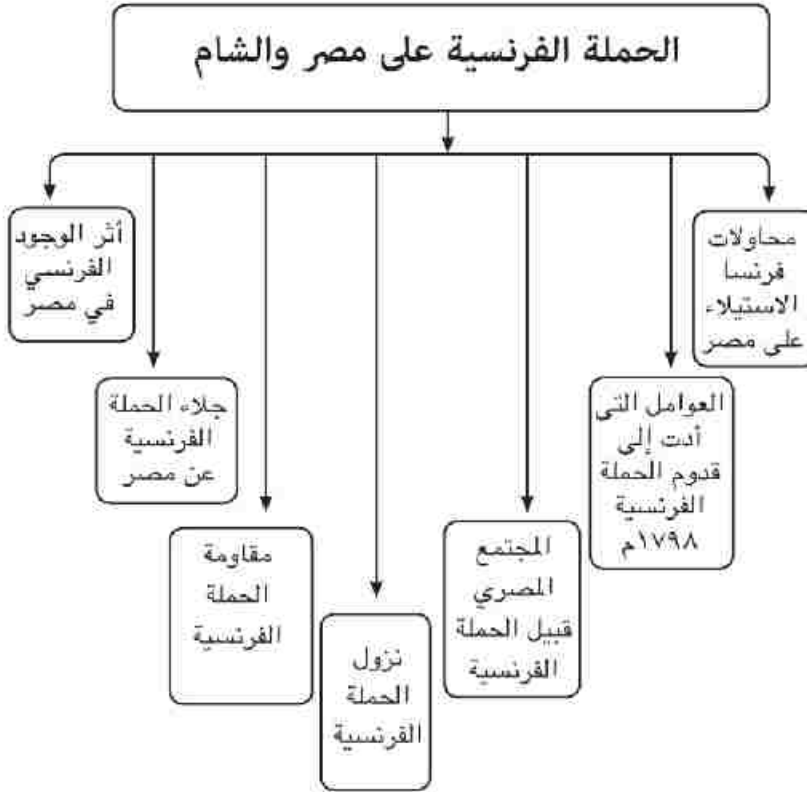 الحملة الفرنسية على مصر والشام
محاولات
فرنسا
الاستيلاء
على مصر
العوامل التي
أدت إلى
قدوم الحملة
الفرنسية
١٧٩٨م
المجتمع
المصري
قبيل الحملة
الفرنسية
نزول
الحملة
الفرنسية
مقاومة
الحملة
الفرنسية
جلاء الحملة
الفرنسية
عن مصر
أثر الوجود
الفرنسي
في مصر